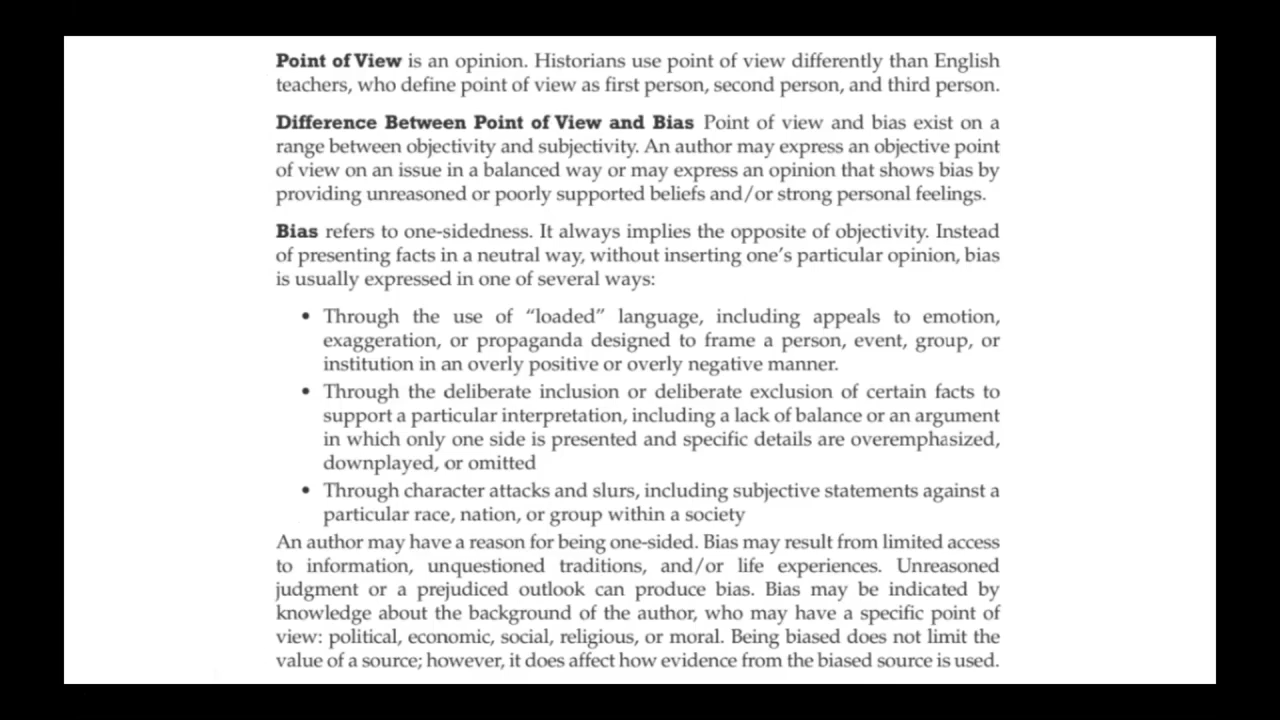 Point of View is an opinion. Historians use point of view differently than English
teachers, who define point of view as first person, second person, and third person.
Difference Between Point of View and Bias Point of view and bias exist on a
range between objectivity and subjectivity. An author may express an objective point
of view on an issue in a balanced way or may express an opinion that shows bias by
providing unreasoned or poorly supported beliefs and/or strong personal feelings.
Bias refers to one-sidedness. It always implies the opposite of objectivity. Instead
of presenting facts in a neutral way, without inserting one's particular opinion, bias
is usually expressed in one of several ways:
• Through the use of "loaded" language, including appeals to emotion,
exaggeration, or propaganda designed to frame a person, event, group, or
institution in an overly positive or overly negative manner.
• Through the deliberate inclusion or deliberate exclusion of certain facts to
support a particular interpretation, including a lack of balance or an argument
in which only one side is presented and specific details are overemphasized,
downplayed, or omitted
• Through character attacks and slurs, including subjective statements against a
particular race, nation, or group within a society
An author may have a reason for being one-sided. Bias may result from limited access
to information, unquestioned traditions, and/or life experiences. Unreasoned
judgment or a prejudiced outlook can produce bias. Bias may be indicated by
knowledge about the background of the author, who may have a specific point of
view: political, economic, social, religious, or moral. Being biased does not limit the
value of a source; however, it does affect how evidence from the biased source is used.